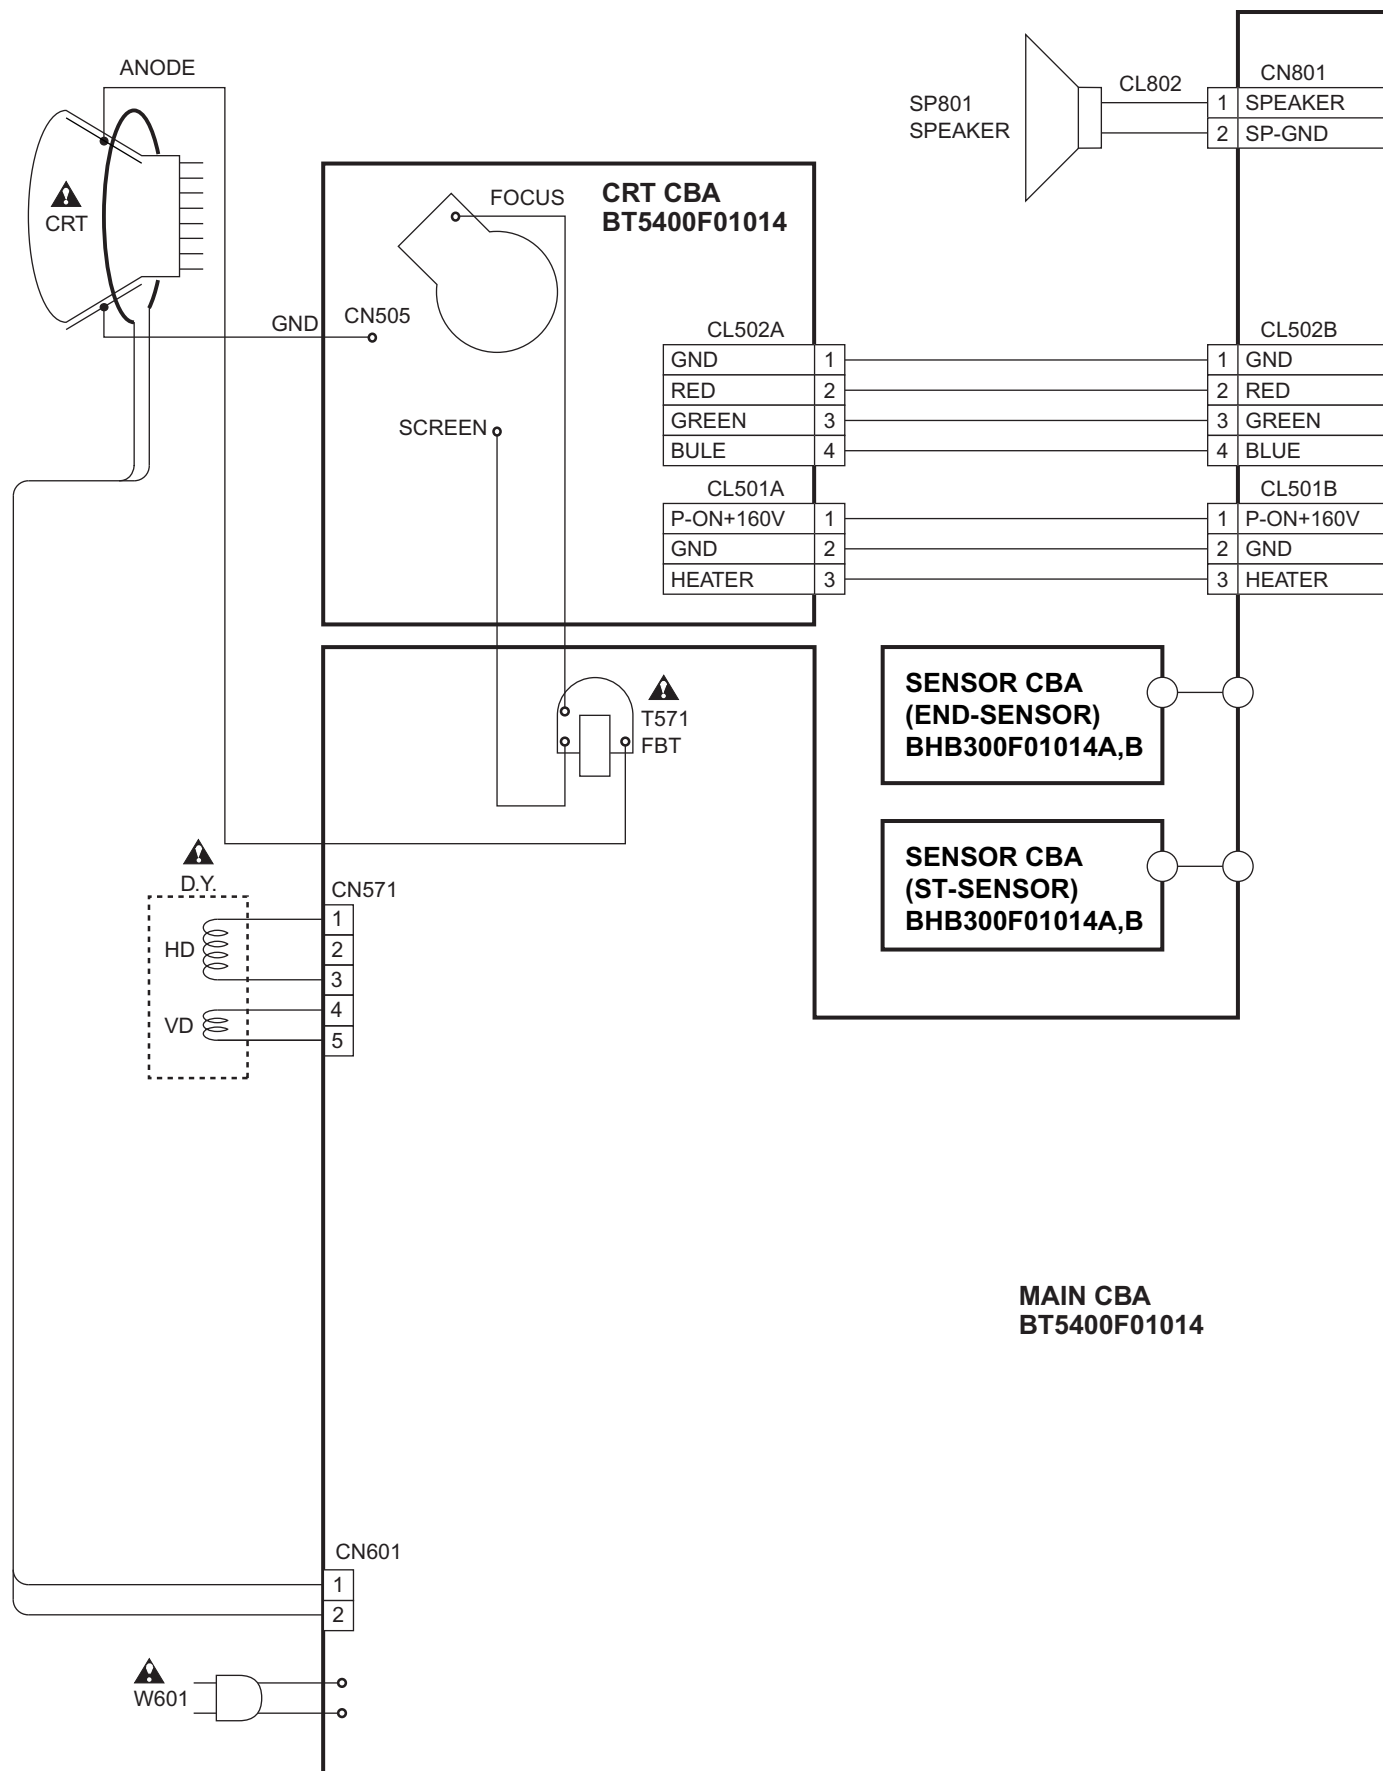 ANODE
CRT
SP801
SPEAKER
CL802
CN801
1 SPEAKER
2 SP-GND
FOCUS
CRT CBA
BT5400F01014
GND
CN505
SCREEN
CL502A
GND 1
RED 2
GREEN 3
BULE 4
CL501A
P-ON+160V 1
GND 2
HEATER 3
CL502B
1 GND
2 RED
3 GREEN
4 BLUE
CL501B
1 P-ON+160V
2 GND
3 HEATER
T571
FBT
SENSOR CBA
(END-SENSOR)
BHB300F01014A,B
SENSOR CBA
(ST-SENSOR)
BHB300F01014A,B
D.Y.
HD
VD
CN571
1
2
3
4
5
MAIN CBA
BT5400F01014
CN601
1
2
W601